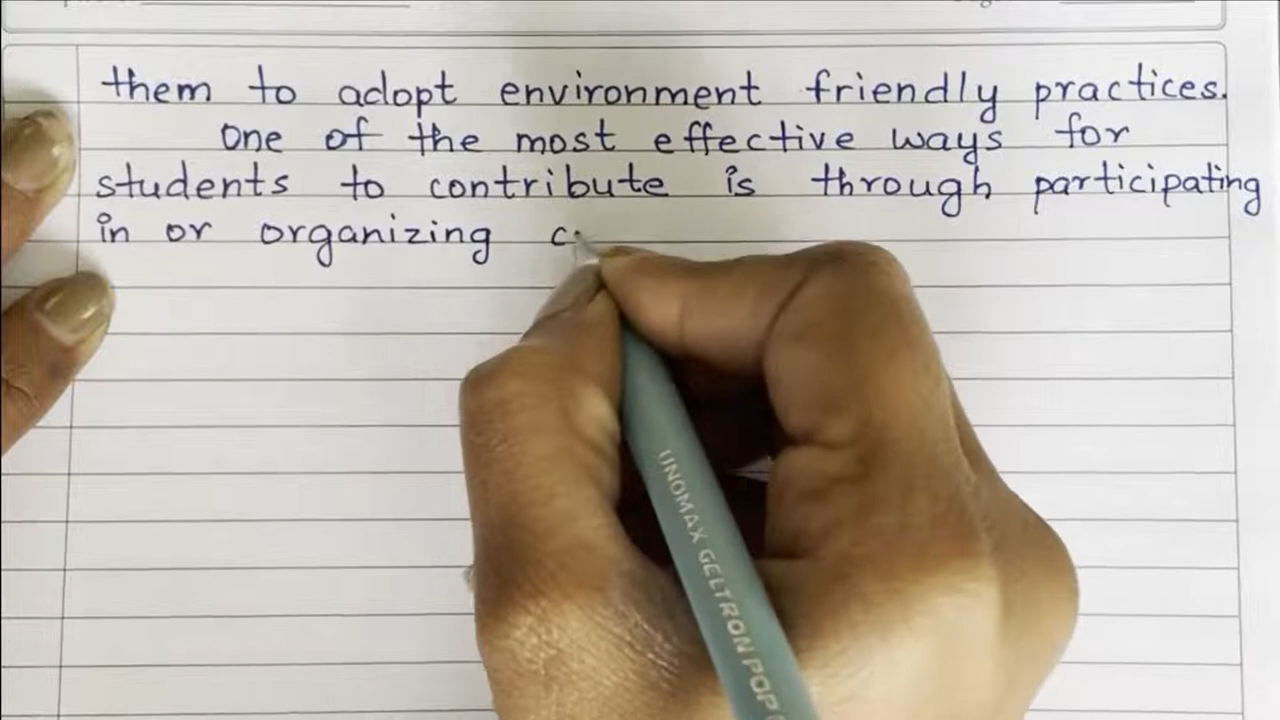 them to adopt environment friendly practices.
One of the most effective ways for
students to contribute is through participating
in or organizing c
UNOMAX GELTRON POP